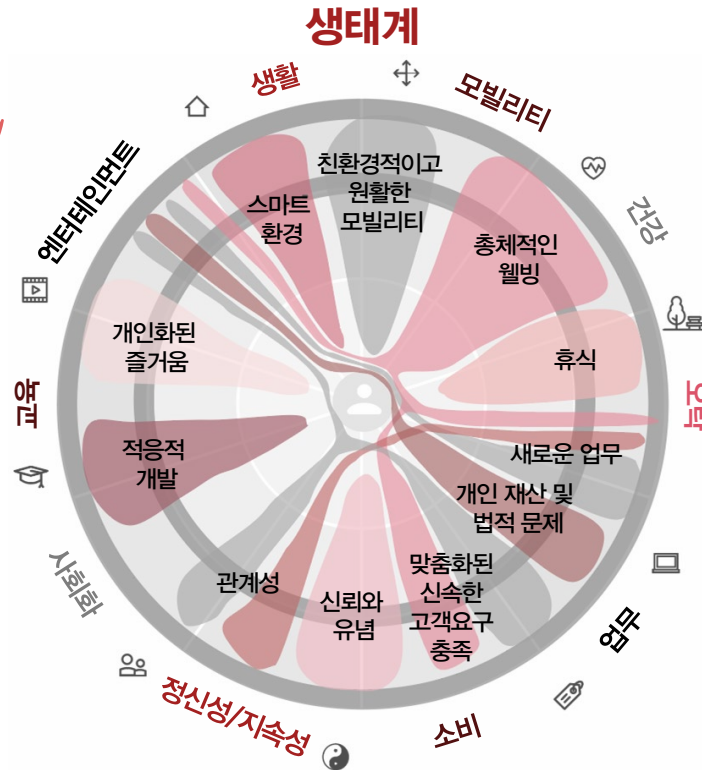 생태계
생활
모빌리티
엔터테인먼트
건강
친환경적이고
원활한
모빌리티
스마트
환경
총체적인
웰빙
개인화된
즐거움
휴식
교육
오락
적응적
개발
새로운 업무
개인 재산 및
법적 문제
맞춤화된
신속한
고객요구
충족
관계성
신뢰와
유념
사회화
업무
정신성/지속성
소비